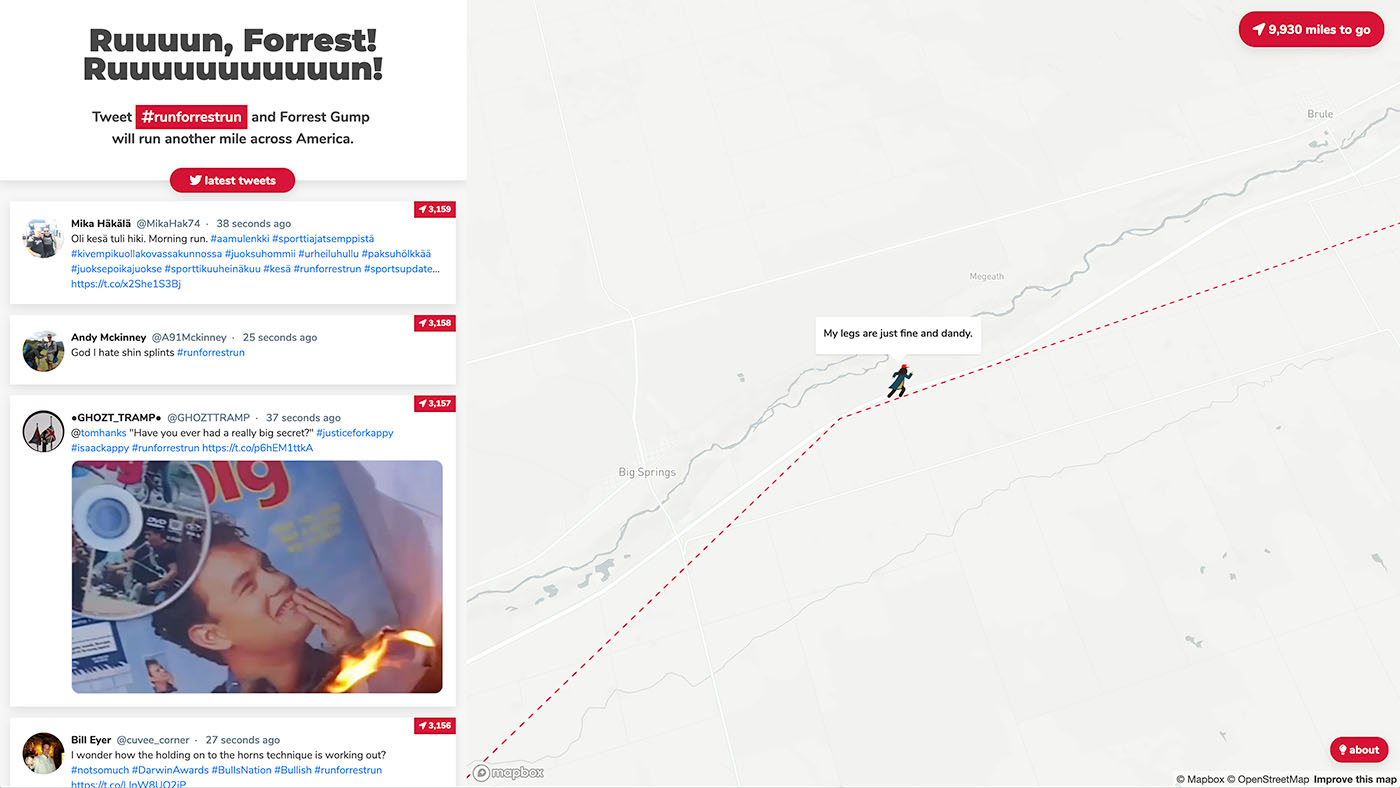 Ruuuun, Forrest!
Ruuuuuuuuuuun!
Tweet #runforrestrun and Forrest Gump
will run another mile across America.
latest tweets
3,159
Mika Häkälä @MikaHak74 · 38 seconds ago
Oli kesä tuli hiki. Morning run. #aamulenkki #sporttiajatsemppistä
#kivempikuollakovassakunnossa #juoksuhommii #urheiluhullu #paksuhölkkää
#juoksepoikajuokse #sporttikuuheinäkuu #kesä #runforrestrun #sportsupdate…
https://t.co/x2She1S3Bj
3,158
Andy Mckinney @A91Mckinney · 25 seconds ago
God I hate shin splints #runforrestrun
3,157
●GHOZT_TRAMP● @GHOZTTRAMP · 37 seconds ago
@tomhanks "Have you ever had a really big secret?" #justiceforkappy
#isaackappy #runforrestrun https://t.co/p6hEM1ttkA
big
DVD
3,156
Bill Eyer @cuvee_corner · 27 seconds ago
I wonder how the holding on to the horns technique is working out?
#notsomuch #DarwinAwards #BullsNation #Bullish #runforrestrun
9,930 miles to go
Brule
Megeath
My legs are just fine and dandy.
Big Springs
about
mapbox
© Mapbox © OpenStreetMap Improve this map